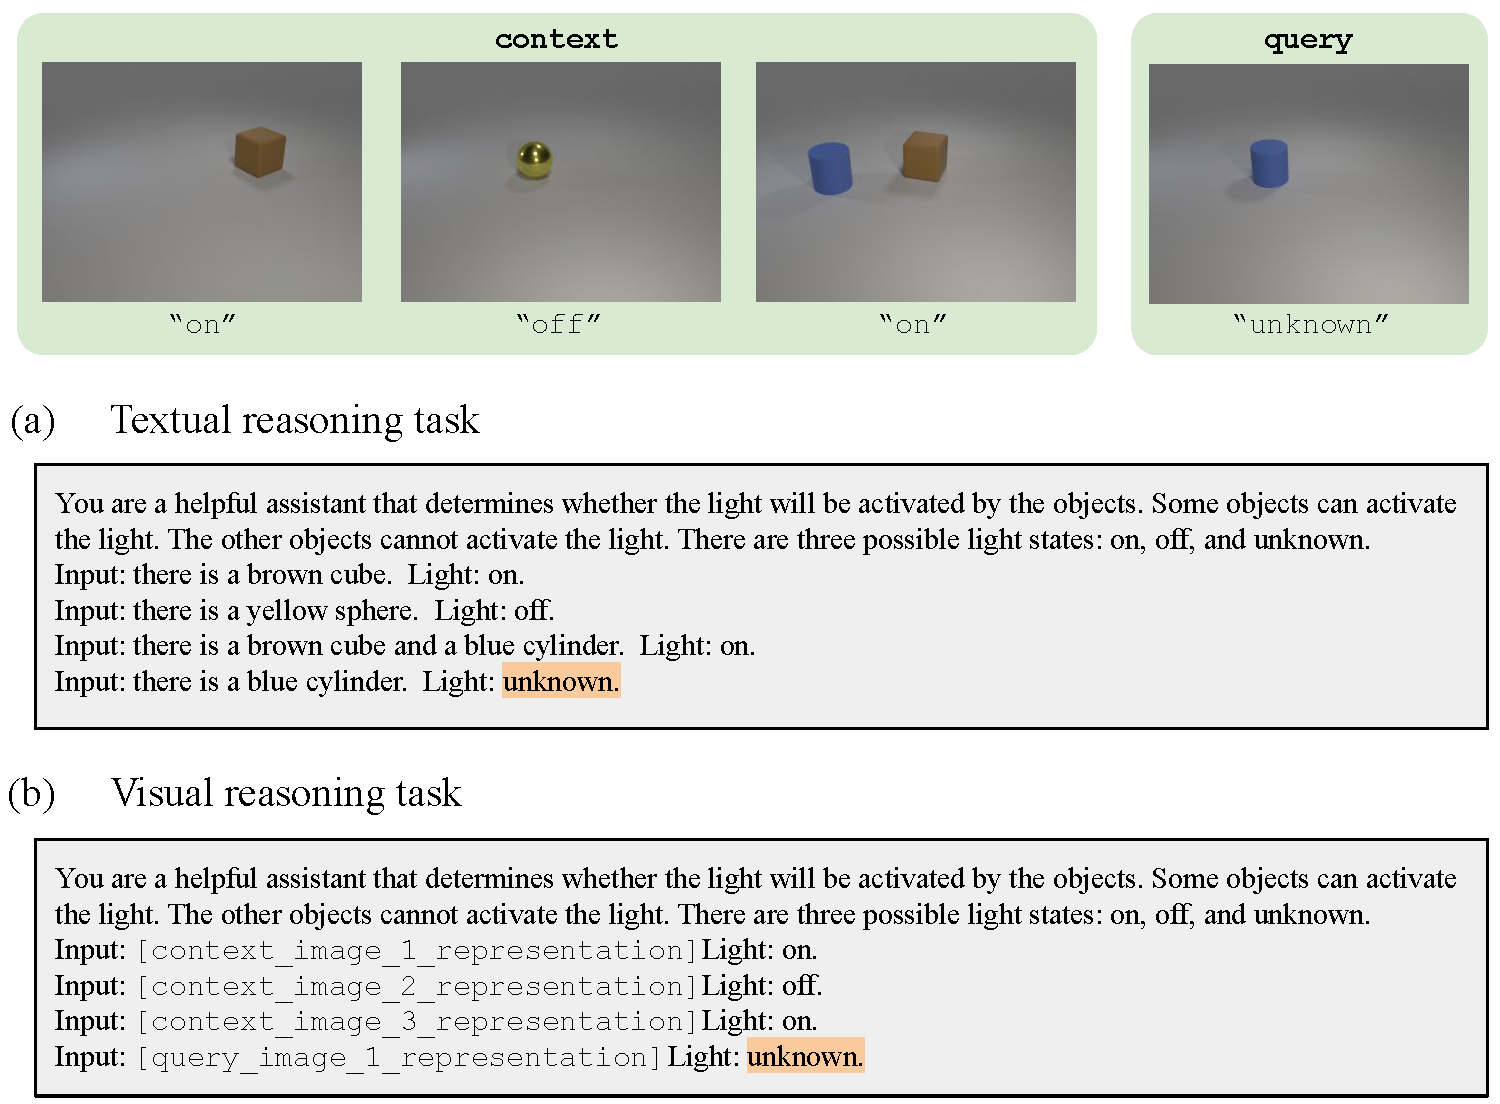 context
query
“on”
“off”
“on”
“unknown”
(a) Textual reasoning task
You are a helpful assistant that determines whether the light will be activated by the objects. Some objects can activate
the light. The other objects cannot activate the light. There are three possible light states: on, off, and unknown.
Input: there is a brown cube. Light: on.
Input: there is a yellow sphere. Light: off.
Input: there is a brown cube and a blue cylinder. Light: on.
Input: there is a blue cylinder. Light: unknown.
(b) Visual reasoning task
You are a helpful assistant that determines whether the light will be activated by the objects. Some objects can activate
the light. The other objects cannot activate the light. There are three possible light states: on, off, and unknown.
Input: [context_image_1_representation]Light: on.
Input: [context_image_2_representation]Light: off.
Input: [context_image_3_representation]Light: on.
Input: [query_image_1_representation]Light: unknown.